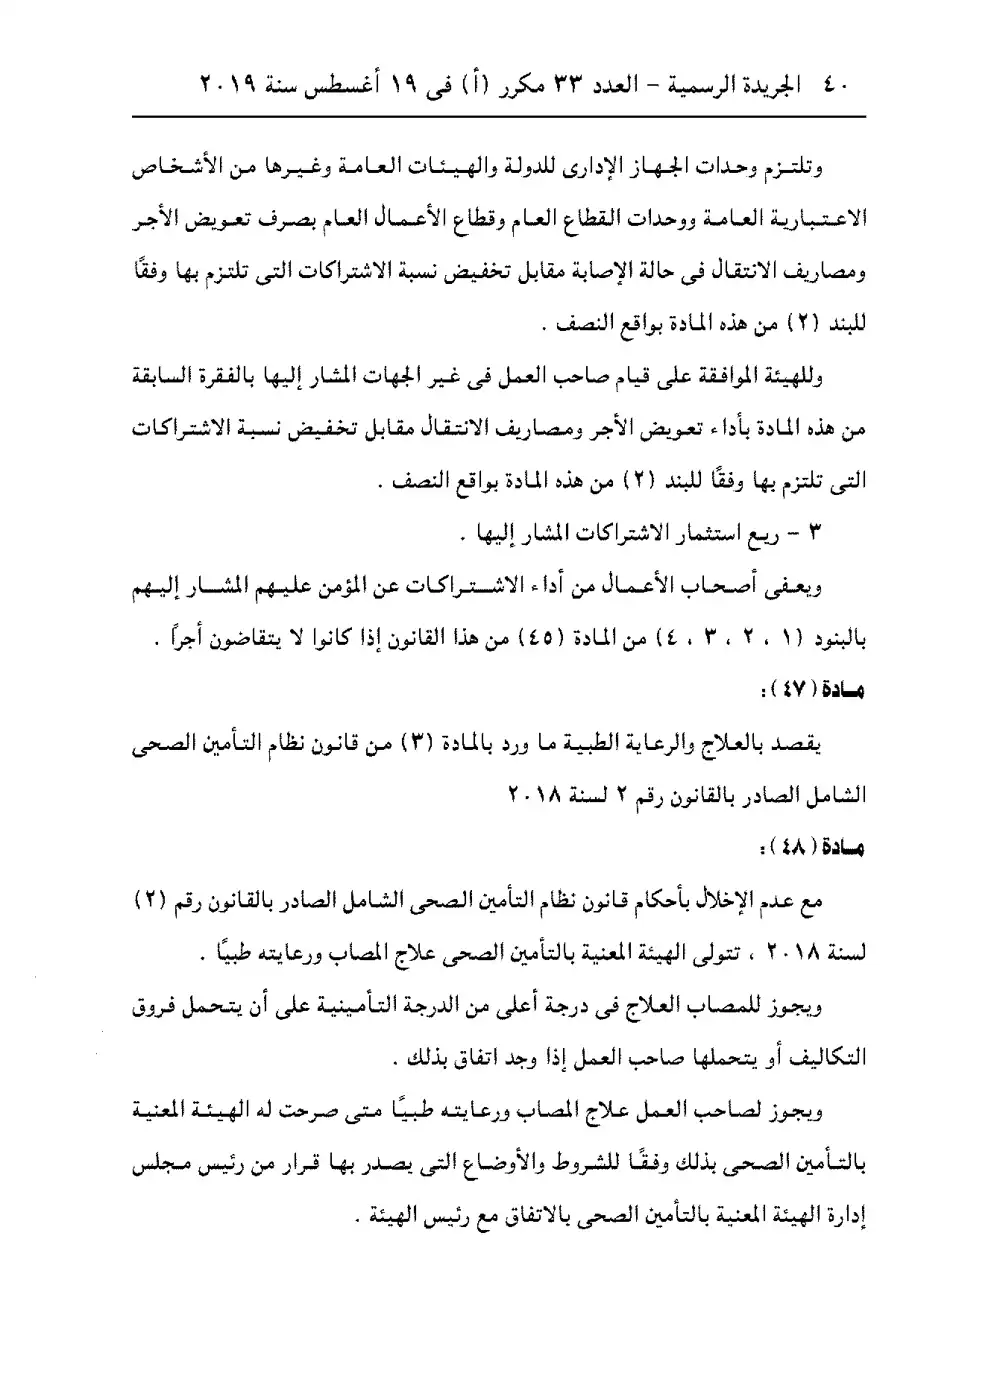 ٤٠ الجريدة الرسمية – العدد ٣٣ مكرر (أ) فى ١٩ أغسطس سنة ٢٠١٩
وتلتـزم وحدات الجهاز الإدارى للدولة والهيئات العامة وغيرها من الأشخاص
الاعتبارية العامة ووحدات القطاع العام وقطاع الأعمال العام بصرف تعويض الأجر
ومصاريف الانتقال فى حالة الإصابة مقابل تخفيض نسبة الاشتراكات التى تلتزم بها وفقًا
للبند (٢) من هذه المادة بواقع النصف .
وللهيئة الموافقة على قيام صاحب العمل فى غير الجهات المشار إليها بالفقرة السابقة
من هذه المادة بأداء تعويض الأجر ومصاريف الانتقال مقابل تخفيض نسبة الاشتراكات
التى تلتزم بها وفقًا للبند (٢) من هذه المادة بواقع النصف .
٣ – ريع استثمار الاشتراكات المشار إليها .
ويعفى أصحاب الأعمال من أداء الاشتراكات عن المؤمن عليهم المشار إليهم
بالبنود (١ ، ٢ ، ٣ ، ٤) من المادة (٤٥) من هذا القانون إذا كانوا لا يتقاضون أجراً .
مـادة (٤٧):
يقصد بالعلاج والرعاية الطبية ما ورد بالمادة (٣) من قانون نظام التأمين الصحى
الشامل الصادر بالقانون رقم ٢ لسنة ٢٠١٨
مـادة (٤٨):
مع عدم الإخلال بأحكام قانون نظام التأمين الصحى الشامل الصادر بالقانون رقم (٢)
لسنة ٢٠١٨ ، تتولى الهيئة المعنية بالتأمين الصحى علاج المصاب ورعايته طبيًا .
ويجوز للمصاب العلاج فى درجة أعلى من الدرجة التأمينية على أن يتحمل فروق
التكاليف أو يتحملها صاحب العمل إذا وجد اتفاق بذلك .
ويجوز لصاحب العمل علاج المصاب ورعايته طبيًا متى صرحت له الهيئة المعنية
بالتأمين الصحى بذلك وفقًا للشروط والأوضاع التى يصدر بها قرار من رئيس مجلس
إدارة الهيئة المعنية بالتأمين الصحى بالاتفاق مع رئيس الهيئة .